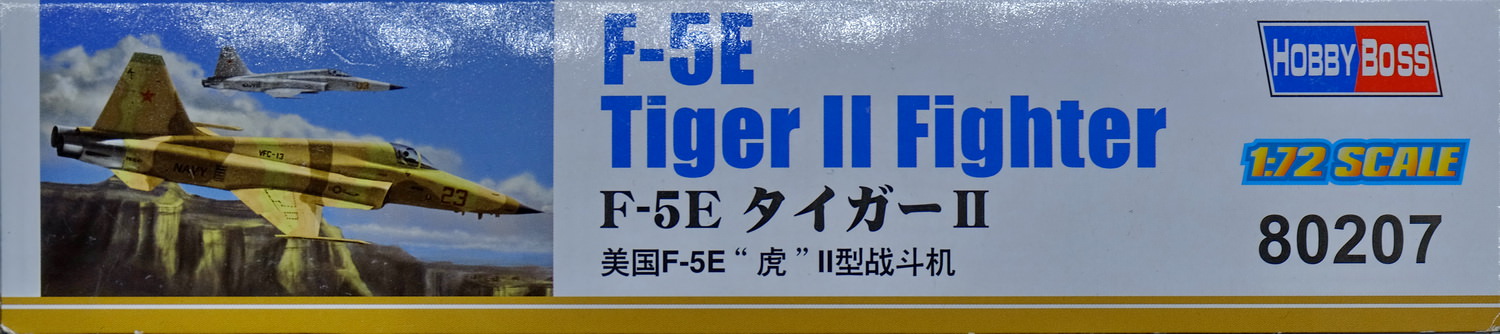 F-5E
Tiger II Fighter
F-5E タイガーII
美国F-5E“虎”II型战斗机
HOBBY BOSS
1:72 SCALE
80207
NAVY
VFC-13
23
NAVY